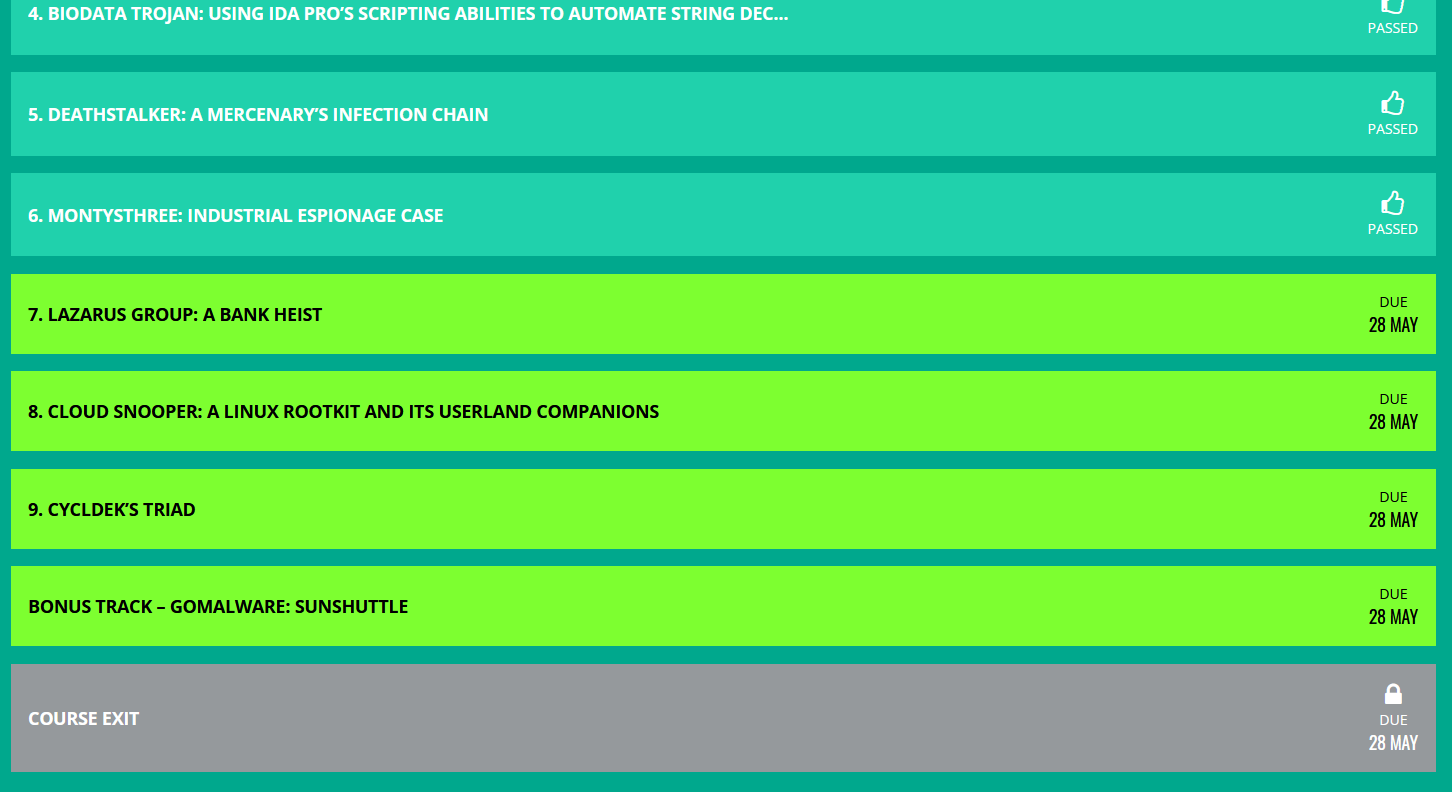 4. BIODATA TROJAN: USING IDA PRO’S SCRIPTING ABILITIES TO AUTOMATE STRING DEC...
PASSED
5. DEATHSTALKER: A MERCENARY’S INFECTION CHAIN
PASSED
6. MONTYSTHREE: INDUSTRIAL ESPIONAGE CASE
PASSED
7. LAZARUS GROUP: A BANK HEIST
DUE
28 MAY
8. CLOUD SNOOPER: A LINUX ROOTKIT AND ITS USERLAND COMPANIONS
DUE
28 MAY
9. CYCLDEK’S TRIAD
DUE
28 MAY
BONUS TRACK – GOMALWARE: SUNSHUTTLE
DUE
28 MAY
COURSE EXIT
DUE
28 MAY